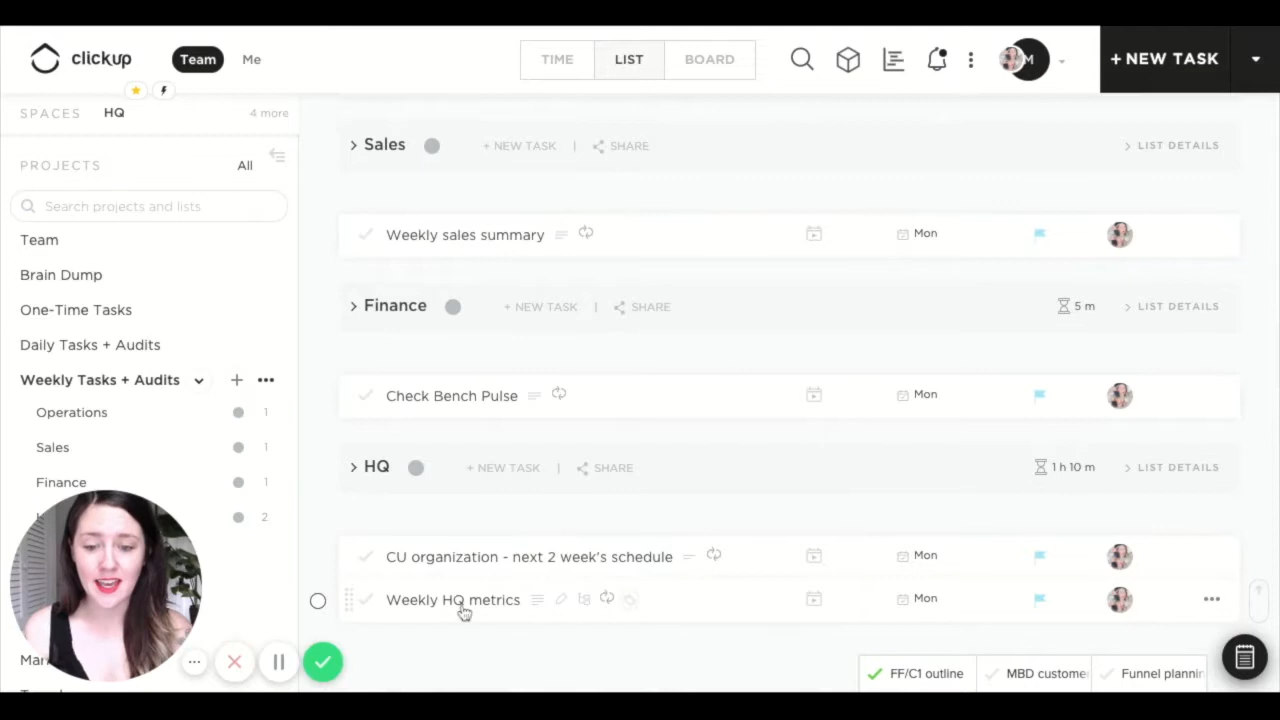 clickup Team Me TIME LIST BOARD M + NEW TASK
SPACES HQ 4 more
PROJECTS All
Search projects and lists
Team
Brain Dump
One-Time Tasks
Daily Tasks + Audits
Weekly Tasks + Audits
Operations 1
Sales 1
Finance 1
2
Sales + NEW TASK | SHARE LIST DETAILS
Weekly sales summary Mon
Finance + NEW TASK | SHARE 5 m LIST DETAILS
Check Bench Pulse Mon
HQ + NEW TASK | SHARE 1 h 10 m LIST DETAILS
CU organization - next 2 week's schedule Mon
Weekly HQ metrics Mon
FF/C1 outline MBD custome Funnel plannin